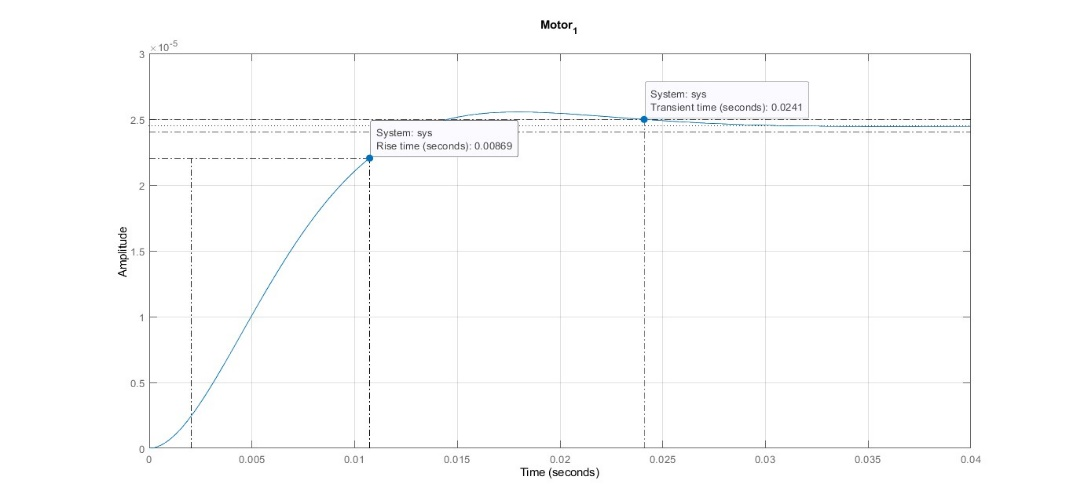 Motor1
× 10-5
3
System: sys
Transient time (seconds): 0.0241
2.5
System: sys
Rise time (seconds): 0.00869
2
1.5
Amplitude
1
0.5
0
0 0.005 0.01 0.015 0.02 0.025 0.03 0.035 0.04
Time (seconds)